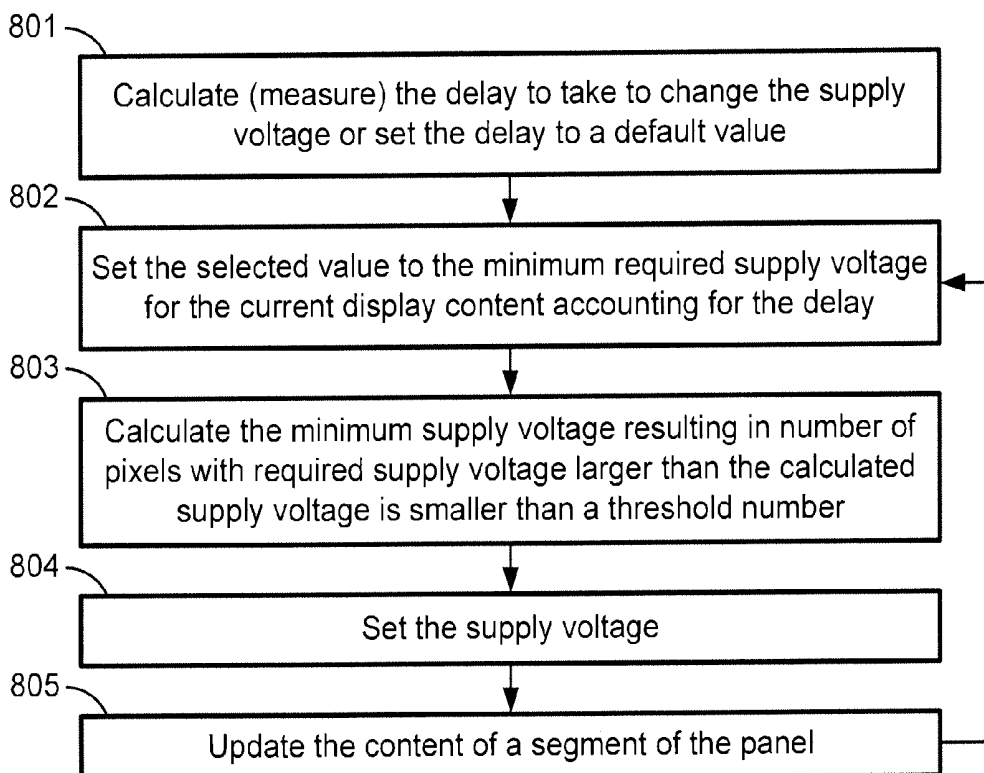 801
Calculate (measure) the delay to take to change the supply
voltage or set the delay to a default value
802
Set the selected value to the minimum required supply voltage
for the current display content accounting for the delay
803
Calculate the minimum supply voltage resulting in number of
pixels with required supply voltage larger than the calculated
supply voltage is smaller than a threshold number
804
Set the supply voltage
805
Update the content of a segment of the panel